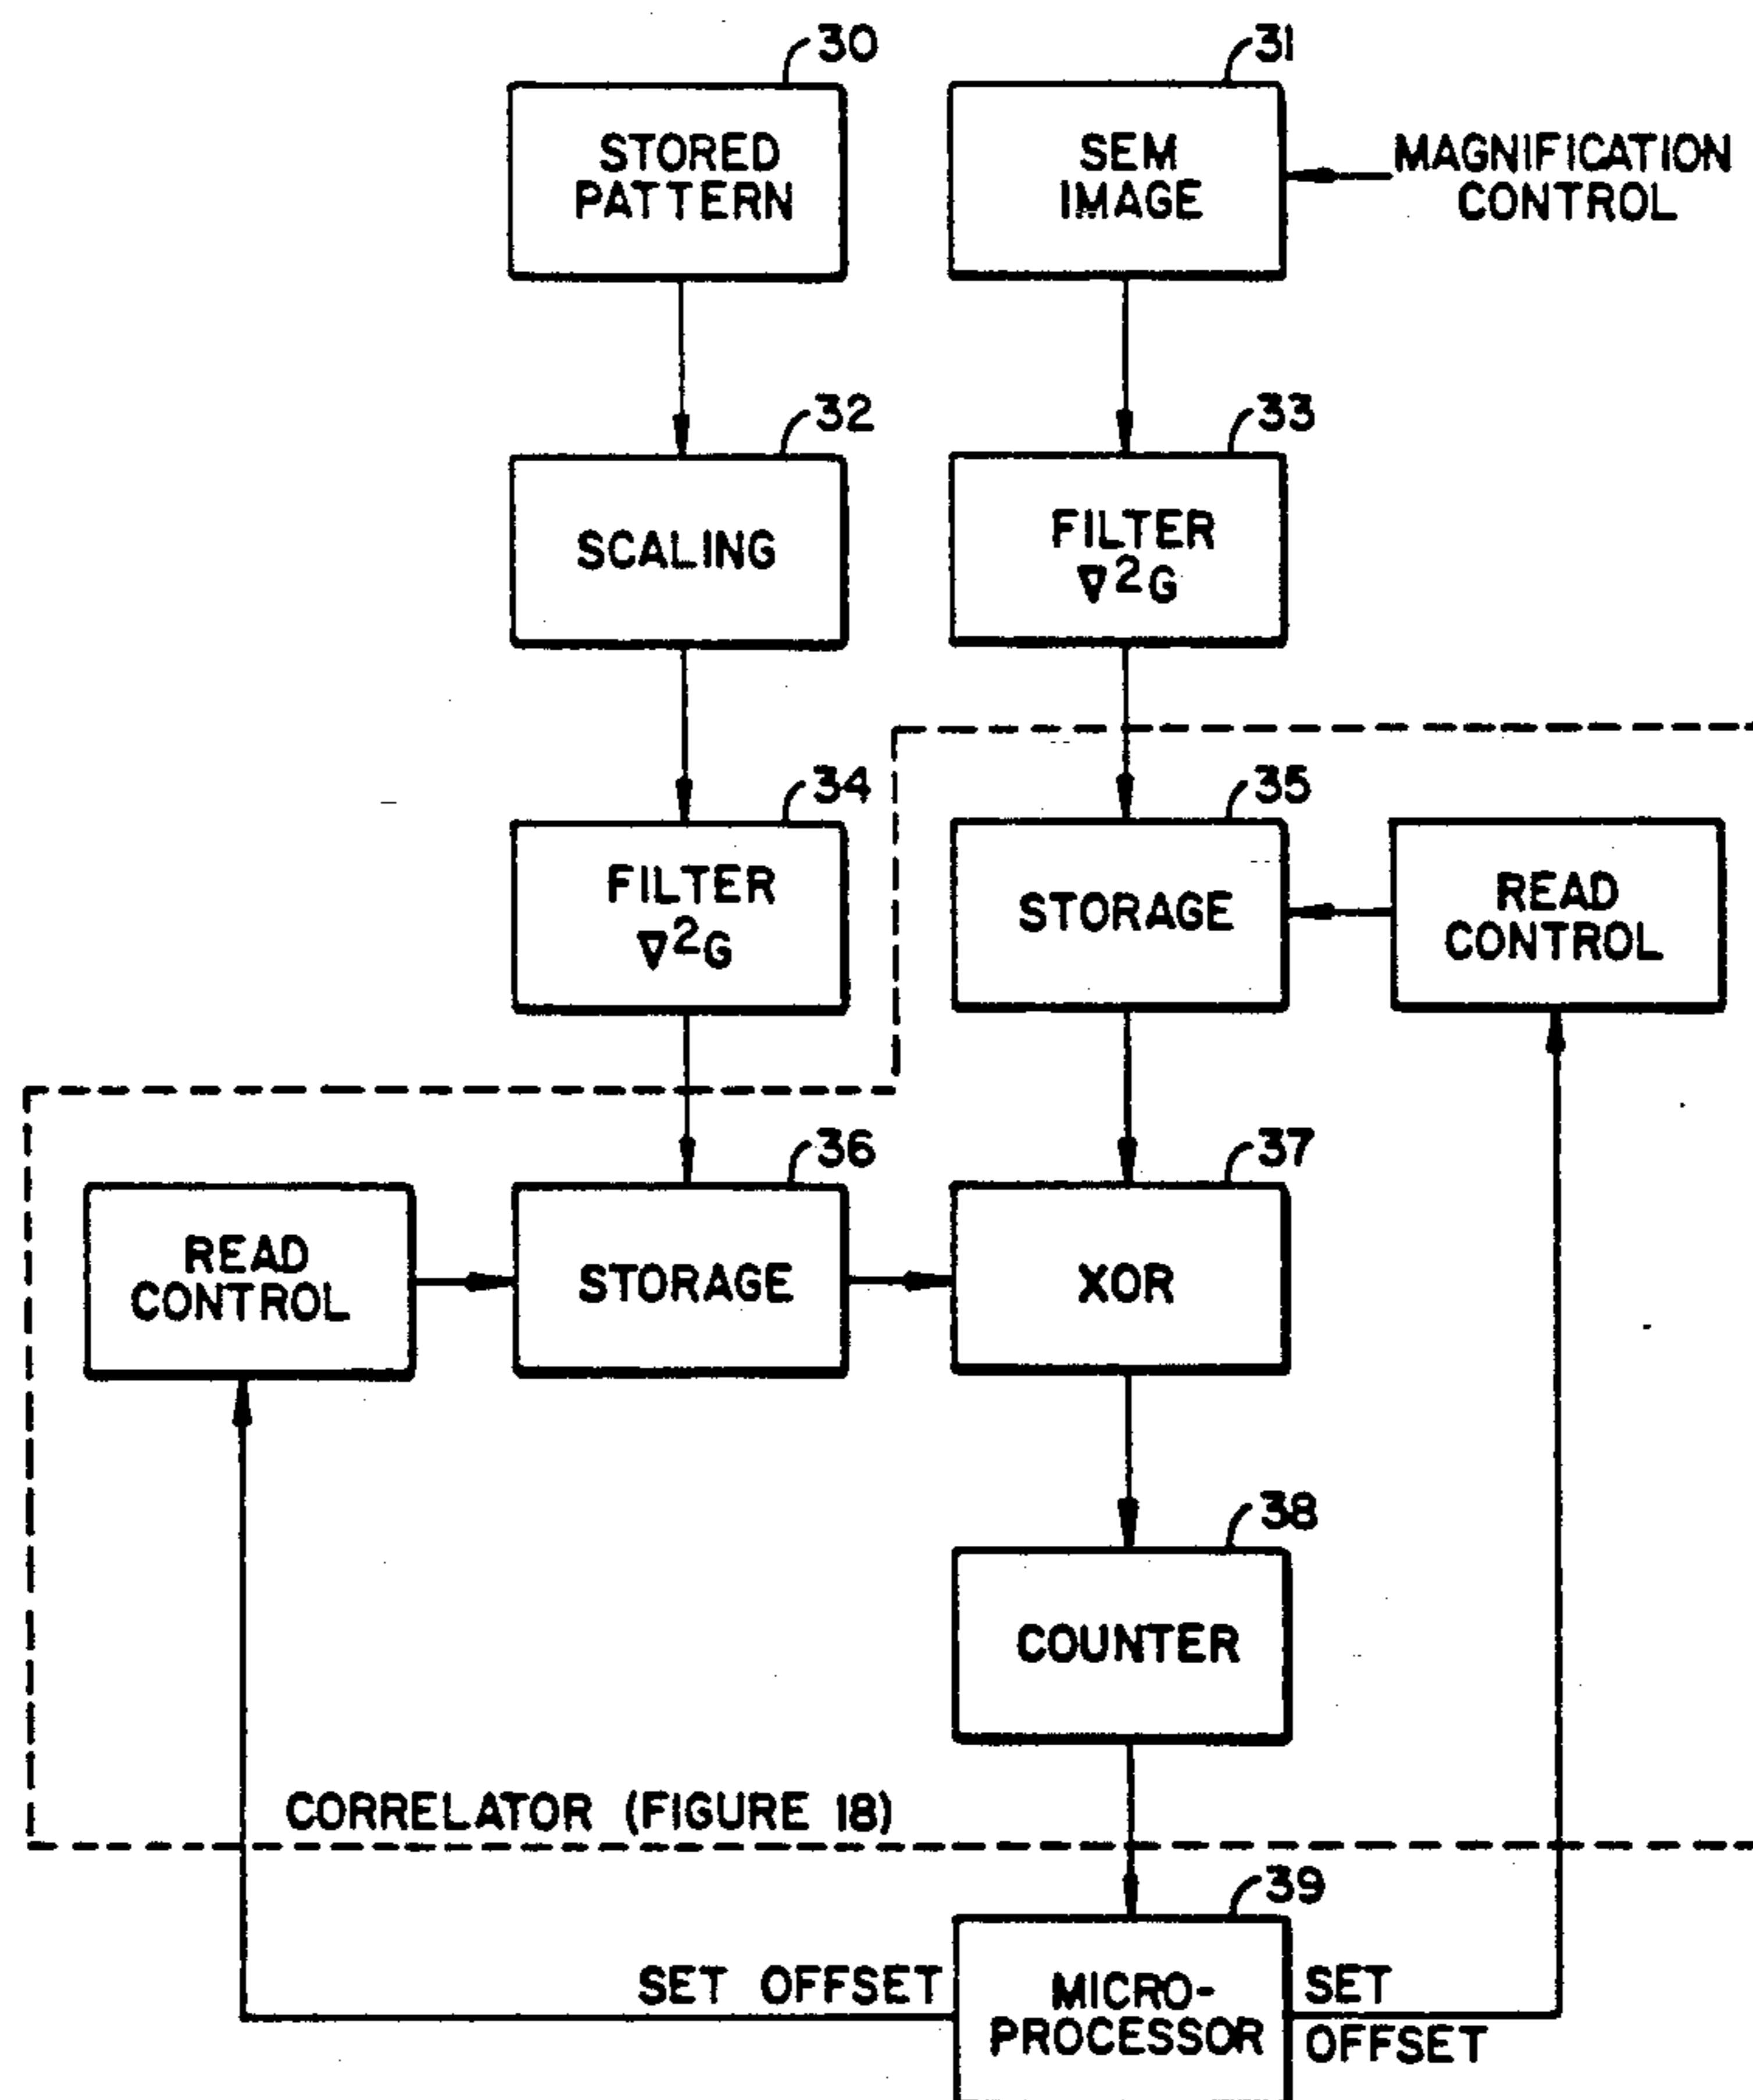 30
31
STORED
PATTERN
SEM
IMAGE
MAGNIFICATION
CONTROL
32
33
SCALING
FILTER
∇²G
34
35
FILTER
∇²G
STORAGE
READ
CONTROL
36
37
READ
CONTROL
STORAGE
XOR
38
COUNTER
CORRELATOR (FIGURE 18)
39
SET OFFSET
MICRO-
PROCESSOR
SET
OFFSET